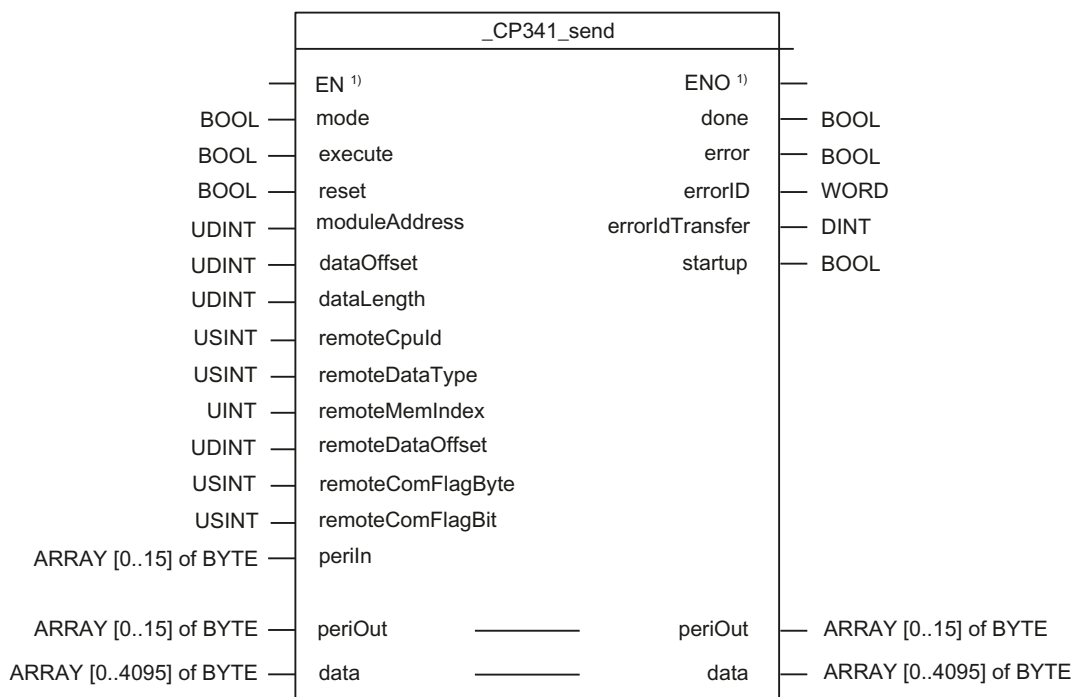 _CP341_send
EN 1) ENO 1)
BOOL mode done BOOL
BOOL execute error BOOL
BOOL reset errorID WORD
UDINT moduleAddress errorIdTransfer DINT
UDINT dataOffset startup BOOL
UDINT dataLength
USINT remoteCpuId
USINT remoteDataType
UINT remoteMemIndex
UDINT remoteDataOffset
USINT remoteComFlagByte
USINT remoteComFlagBit
ARRAY [0..15] of BYTE periIn
ARRAY [0..15] of BYTE periOut periOut ARRAY [0..15] of BYTE
ARRAY [0..4095] of BYTE data data ARRAY [0..4095] of BYTE